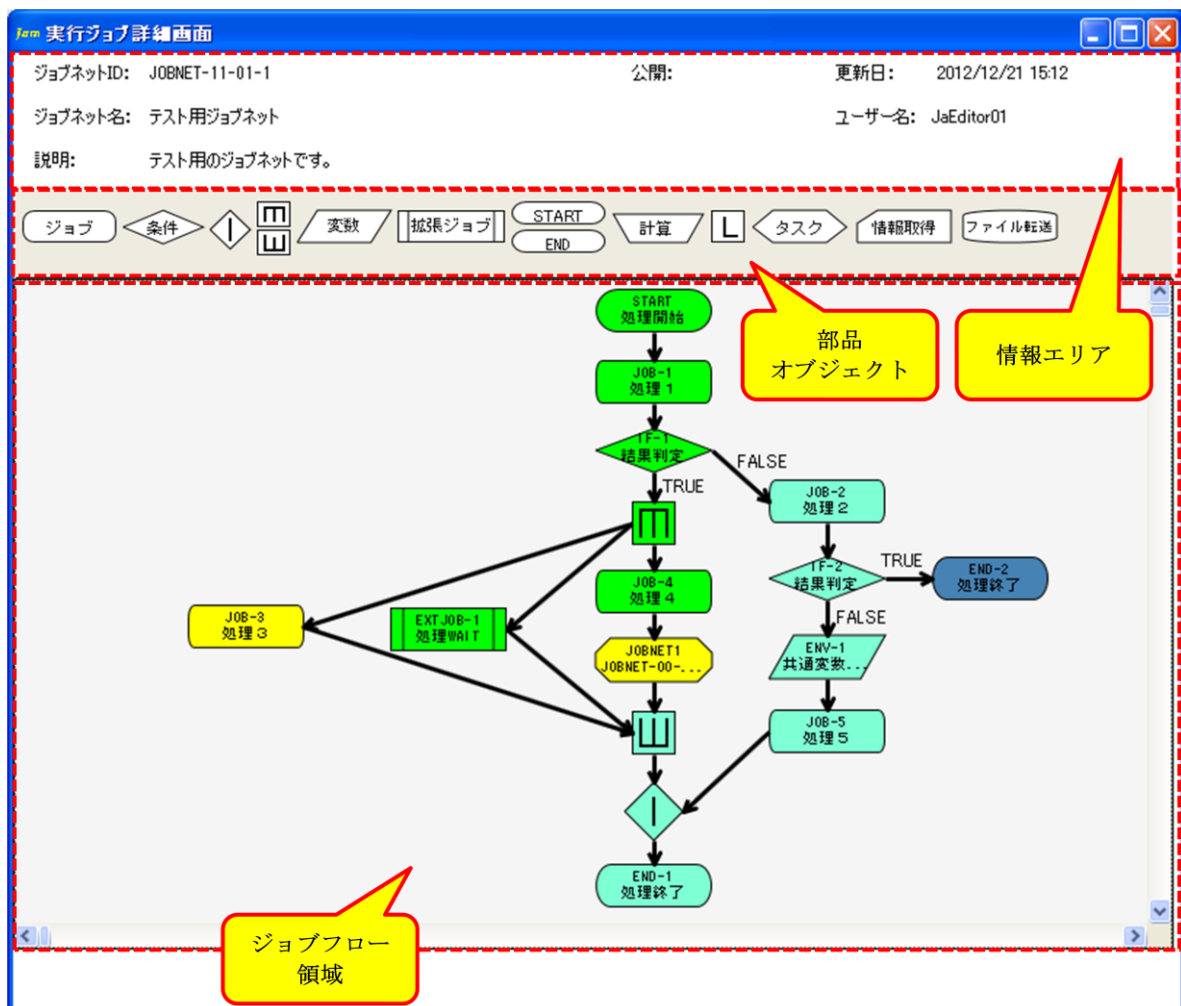 Jam 実行ジョブ詳細画面
ジョブネットID: JOBNET-11-01-1 公開: 更新日: 2012/12/21 15:12
ジョブネット名: テスト用ジョブネット ユーザー名: JaEditor01
説明: テスト用のジョブネットです。
ジョブ
条件
変数
拡張ジョブ
START
END
計算
L
タスク
情報取得
ファイル転送
部品
オブジェクト
情報エリア
START
処理開始
JOB-1
処理1
IF-1
結果判定
FALSE
TRUE
JOB-2
処理2
IF-2
結果判定
TRUE
END-2
処理終了
FALSE
JOB-4
処理4
JOB-3
処理3
EXTJOB-1
処理WAIT
JOBNET1
JOBNET-00-...
ENV-1
共通変数...
JOB-5
処理5
END-1
処理終了
ジョブフロー
領域